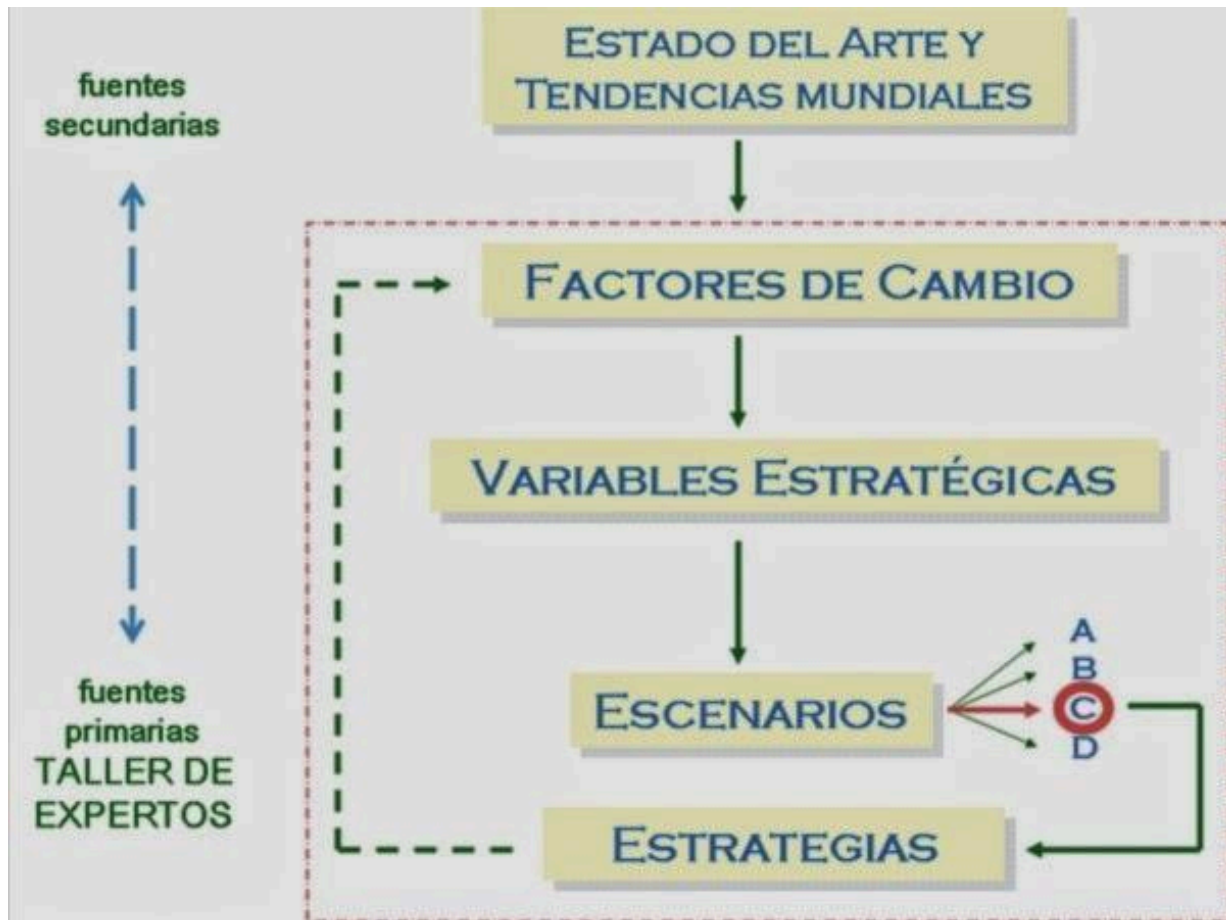 ESTADO DEL ARTE Y
TENDENCIAS MUNDIALES
fuentes
secundarias
FACTORES DE CAMBIO
VARIABLES ESTRATÉGICAS
ESCENARIOS
A
B
C
D
fuentes
primarias
TALLER DE
EXPERTOS
ESTRATEGIAS